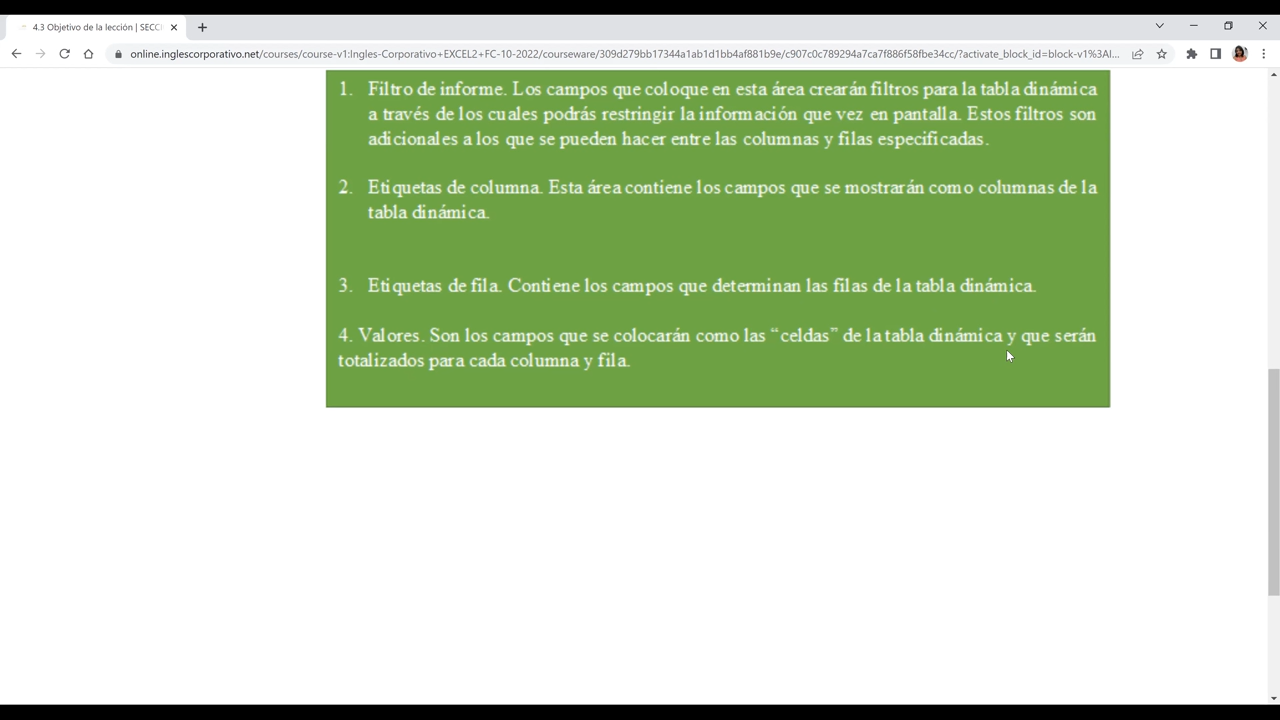 4.3 Objetivo de la lección | SECCI
online.inglescorporativo.net/courses/course-v1:Ingles-Corporativo+EXCEL2+FC-10-2022/courseware/309d279bb17344a1ab1d1bb4af881b9e/c907c0c789294a7ca7f886f58fbe34cc/?activate_block_id=block-v1%3AI...
1. Filtro de informe. Los campos que coloque en esta área crearán filtros para la tabla dinámica
a través de los cuales podrás restringir la información que vez en pantalla. Estos filtros son
adicionales a los que se pueden hacer entre las columnas y filas especificadas.
2. Etiquetas de columna. Esta área contiene los campos que se mostrarán como columnas de la
tabla dinámica.
3. Etiquetas de fila. Contiene los campos que determinan las filas de la tabla dinámica.
4. Valores. Son los campos que se colocarán como las “celdas” de la tabla dinámica y que serán
totalizados para cada columna y fila.